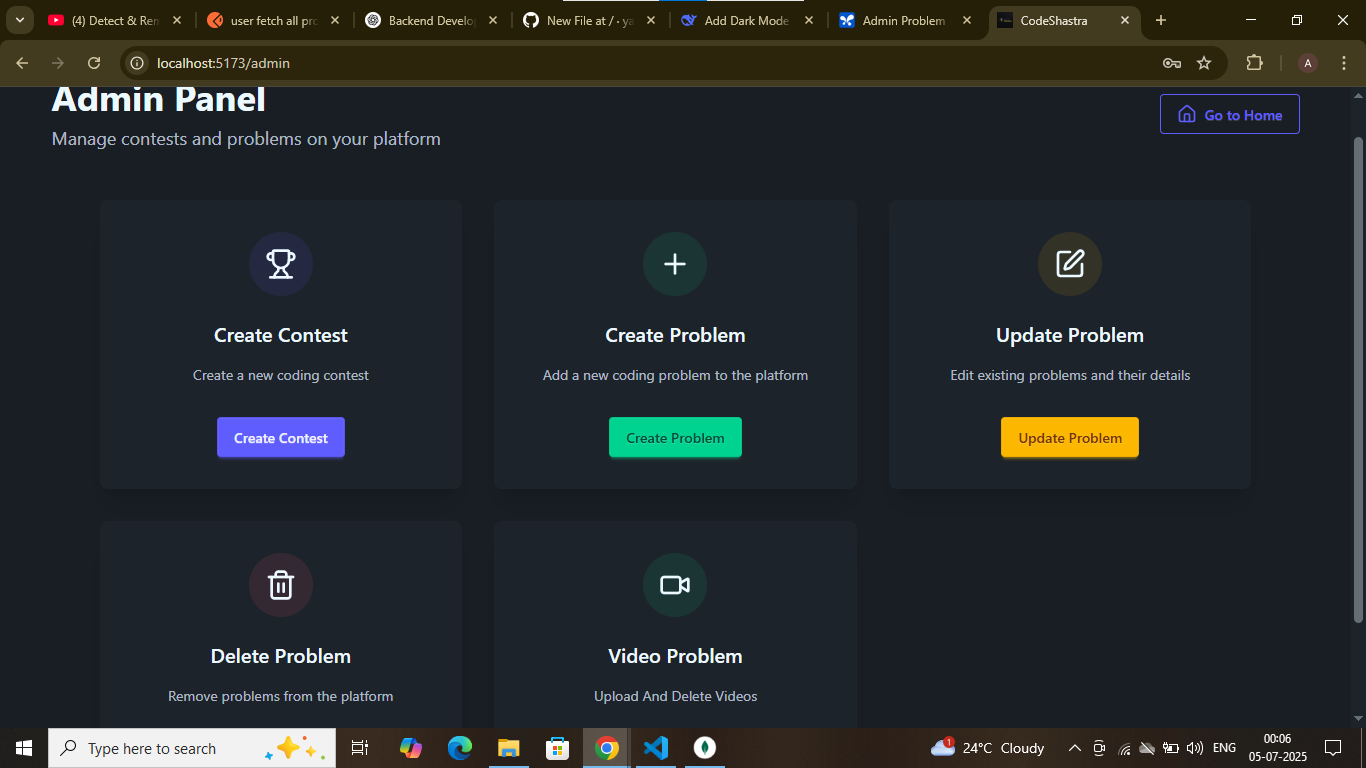 (4) Detect & Rem
user fetch all pro
Backend Develop
New File at / · ya
Add Dark Mode
Admin Problem
CodeShastra
localhost:5173/admin
A
Admin Panel
Go to Home
Manage contests and problems on your platform
Create Contest
Create Problem
Update Problem
Create a new coding contest
Add a new coding problem to the platform
Edit existing problems and their details
Create Contest
Create Problem
Update Problem
Delete Problem
Video Problem
Remove problems from the platform
Upload And Delete Videos
Type here to search
1
24°C Cloudy
ENG
00:06
05-07-2025